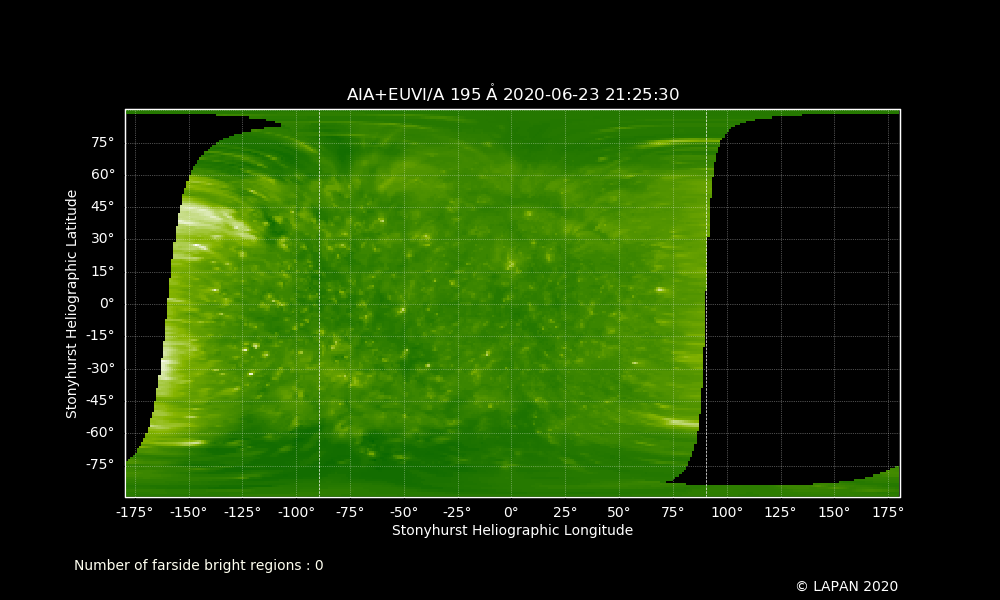 AIA+EUVI/A 195 Å 2020-06-23 21:25:30
Stonyhurst Heliographic Latitude
75°
60°
45°
30°
15°
0°
-15°
-30°
-45°
-60°
-75°
-175° -150° -125° -100° -75° -50° -25° 0° 25° 50° 75° 100° 125° 150° 175°
Stonyhurst Heliographic Longitude
Number of farside bright regions : 0
© LAPAN 2020